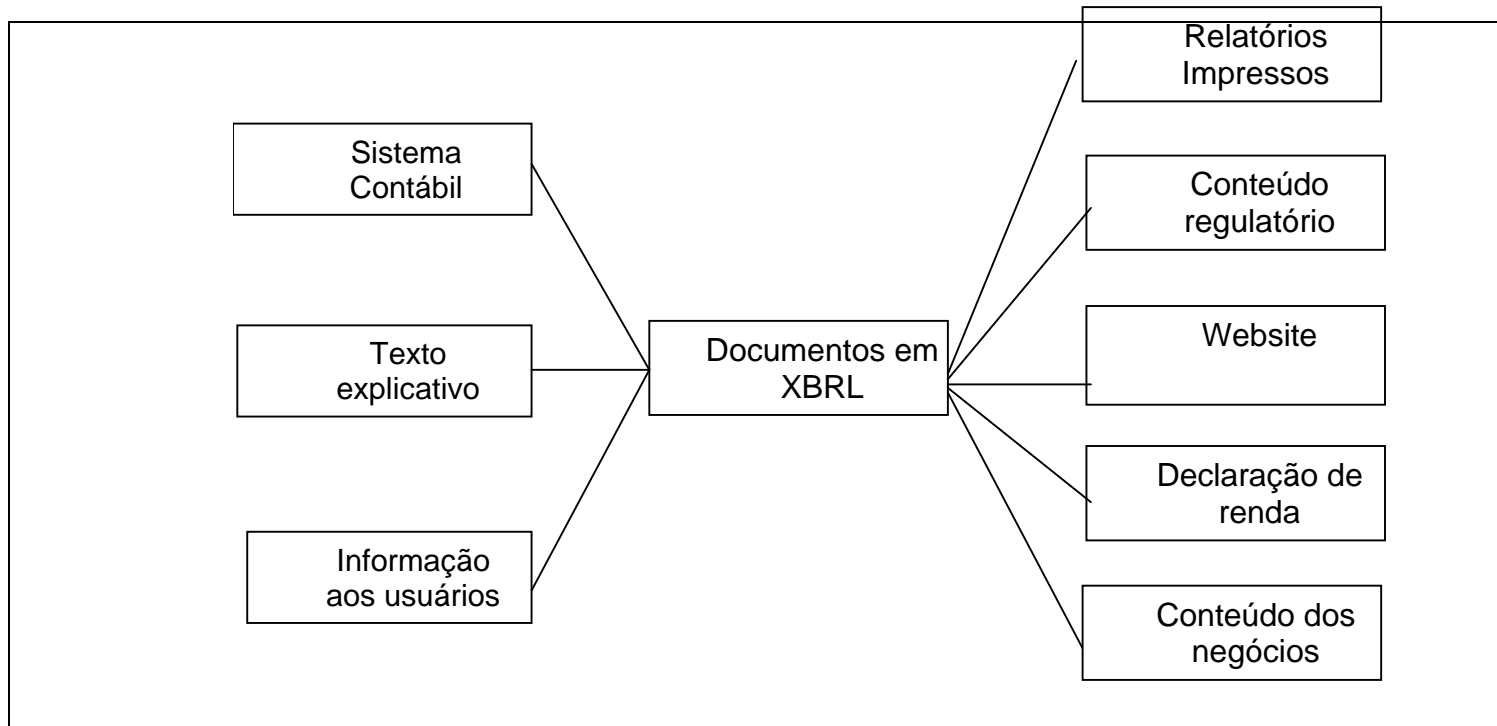 Sistema
Contábil
Texto
explicativo
Informação
aos usuários
Documentos em
XBRL
Relatórios
Impressos
Conteúdo
regulatório
Website
Declaração de
renda
Conteúdo dos
negócios